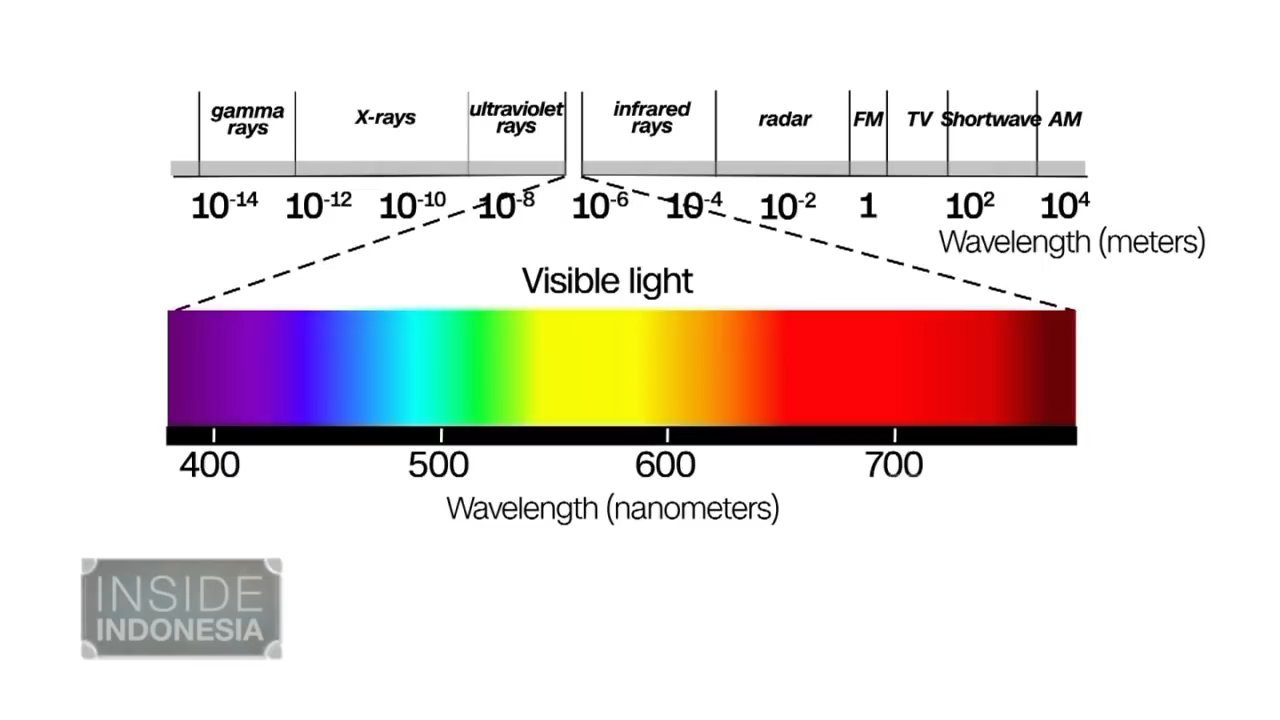 gamma rays
X-rays
ultraviolet rays
infrared rays
radar
FM
TV
Shortwave
AM
10-14 10-12 10-10 10-8 10-6 10-4 10-2 1 102 104
Wavelength (meters)
Visible light
400 500 600 700
Wavelength (nanometers)
INSIDE
INDONESIA